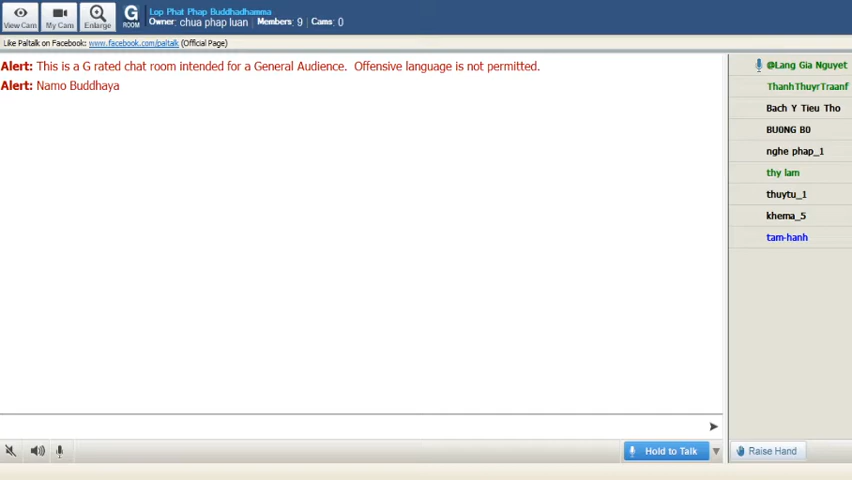 Lop Phat Phap Buddhadhamma
Owner: chua phap luan Members: 9 Cams: 0
View Cam My Cam Enlarge G ROOM
Like Paltalk on Facebook: www.facebook.com/paltalk (Official Page)
Alert: This is a G rated chat room intended for a General Audience. Offensive language is not permitted.
Alert: Namo Buddhaya
@Lang Gia Nguyet
ThanhThuyrTraanf
Bach Y Tieu Tho
BU0NG B0
nghe phap_1
thy lam
thuytu_1
khema_5
tam-hanh
Hold to Talk
Raise Hand